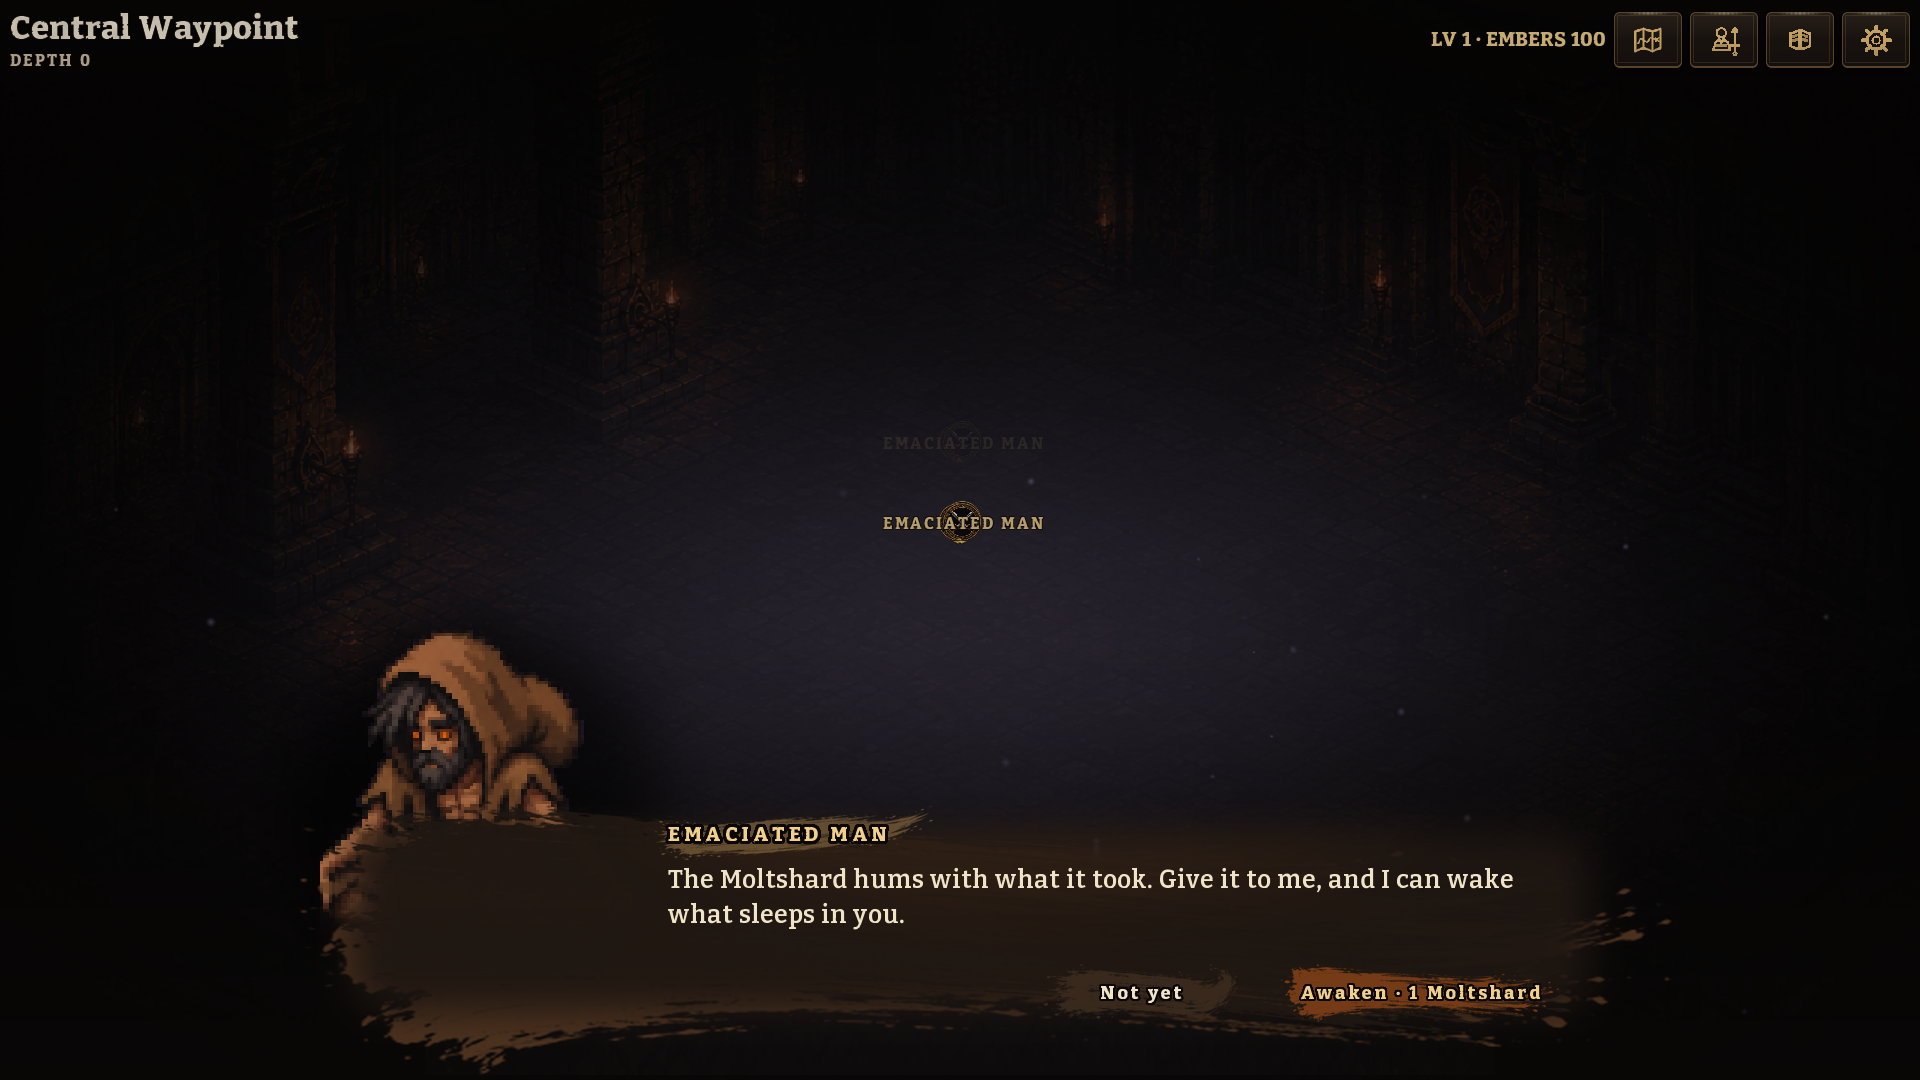 Central Waypoint
DEPTH 0
LV 1 · EMBERS 100
EMACIATED MAN
EMACIATED MAN
EMACIATED MAN
The Moltshard hums with what it took. Give it to me, and I can wake
what sleeps in you.
Not yet
Awaken · 1 Moltshard